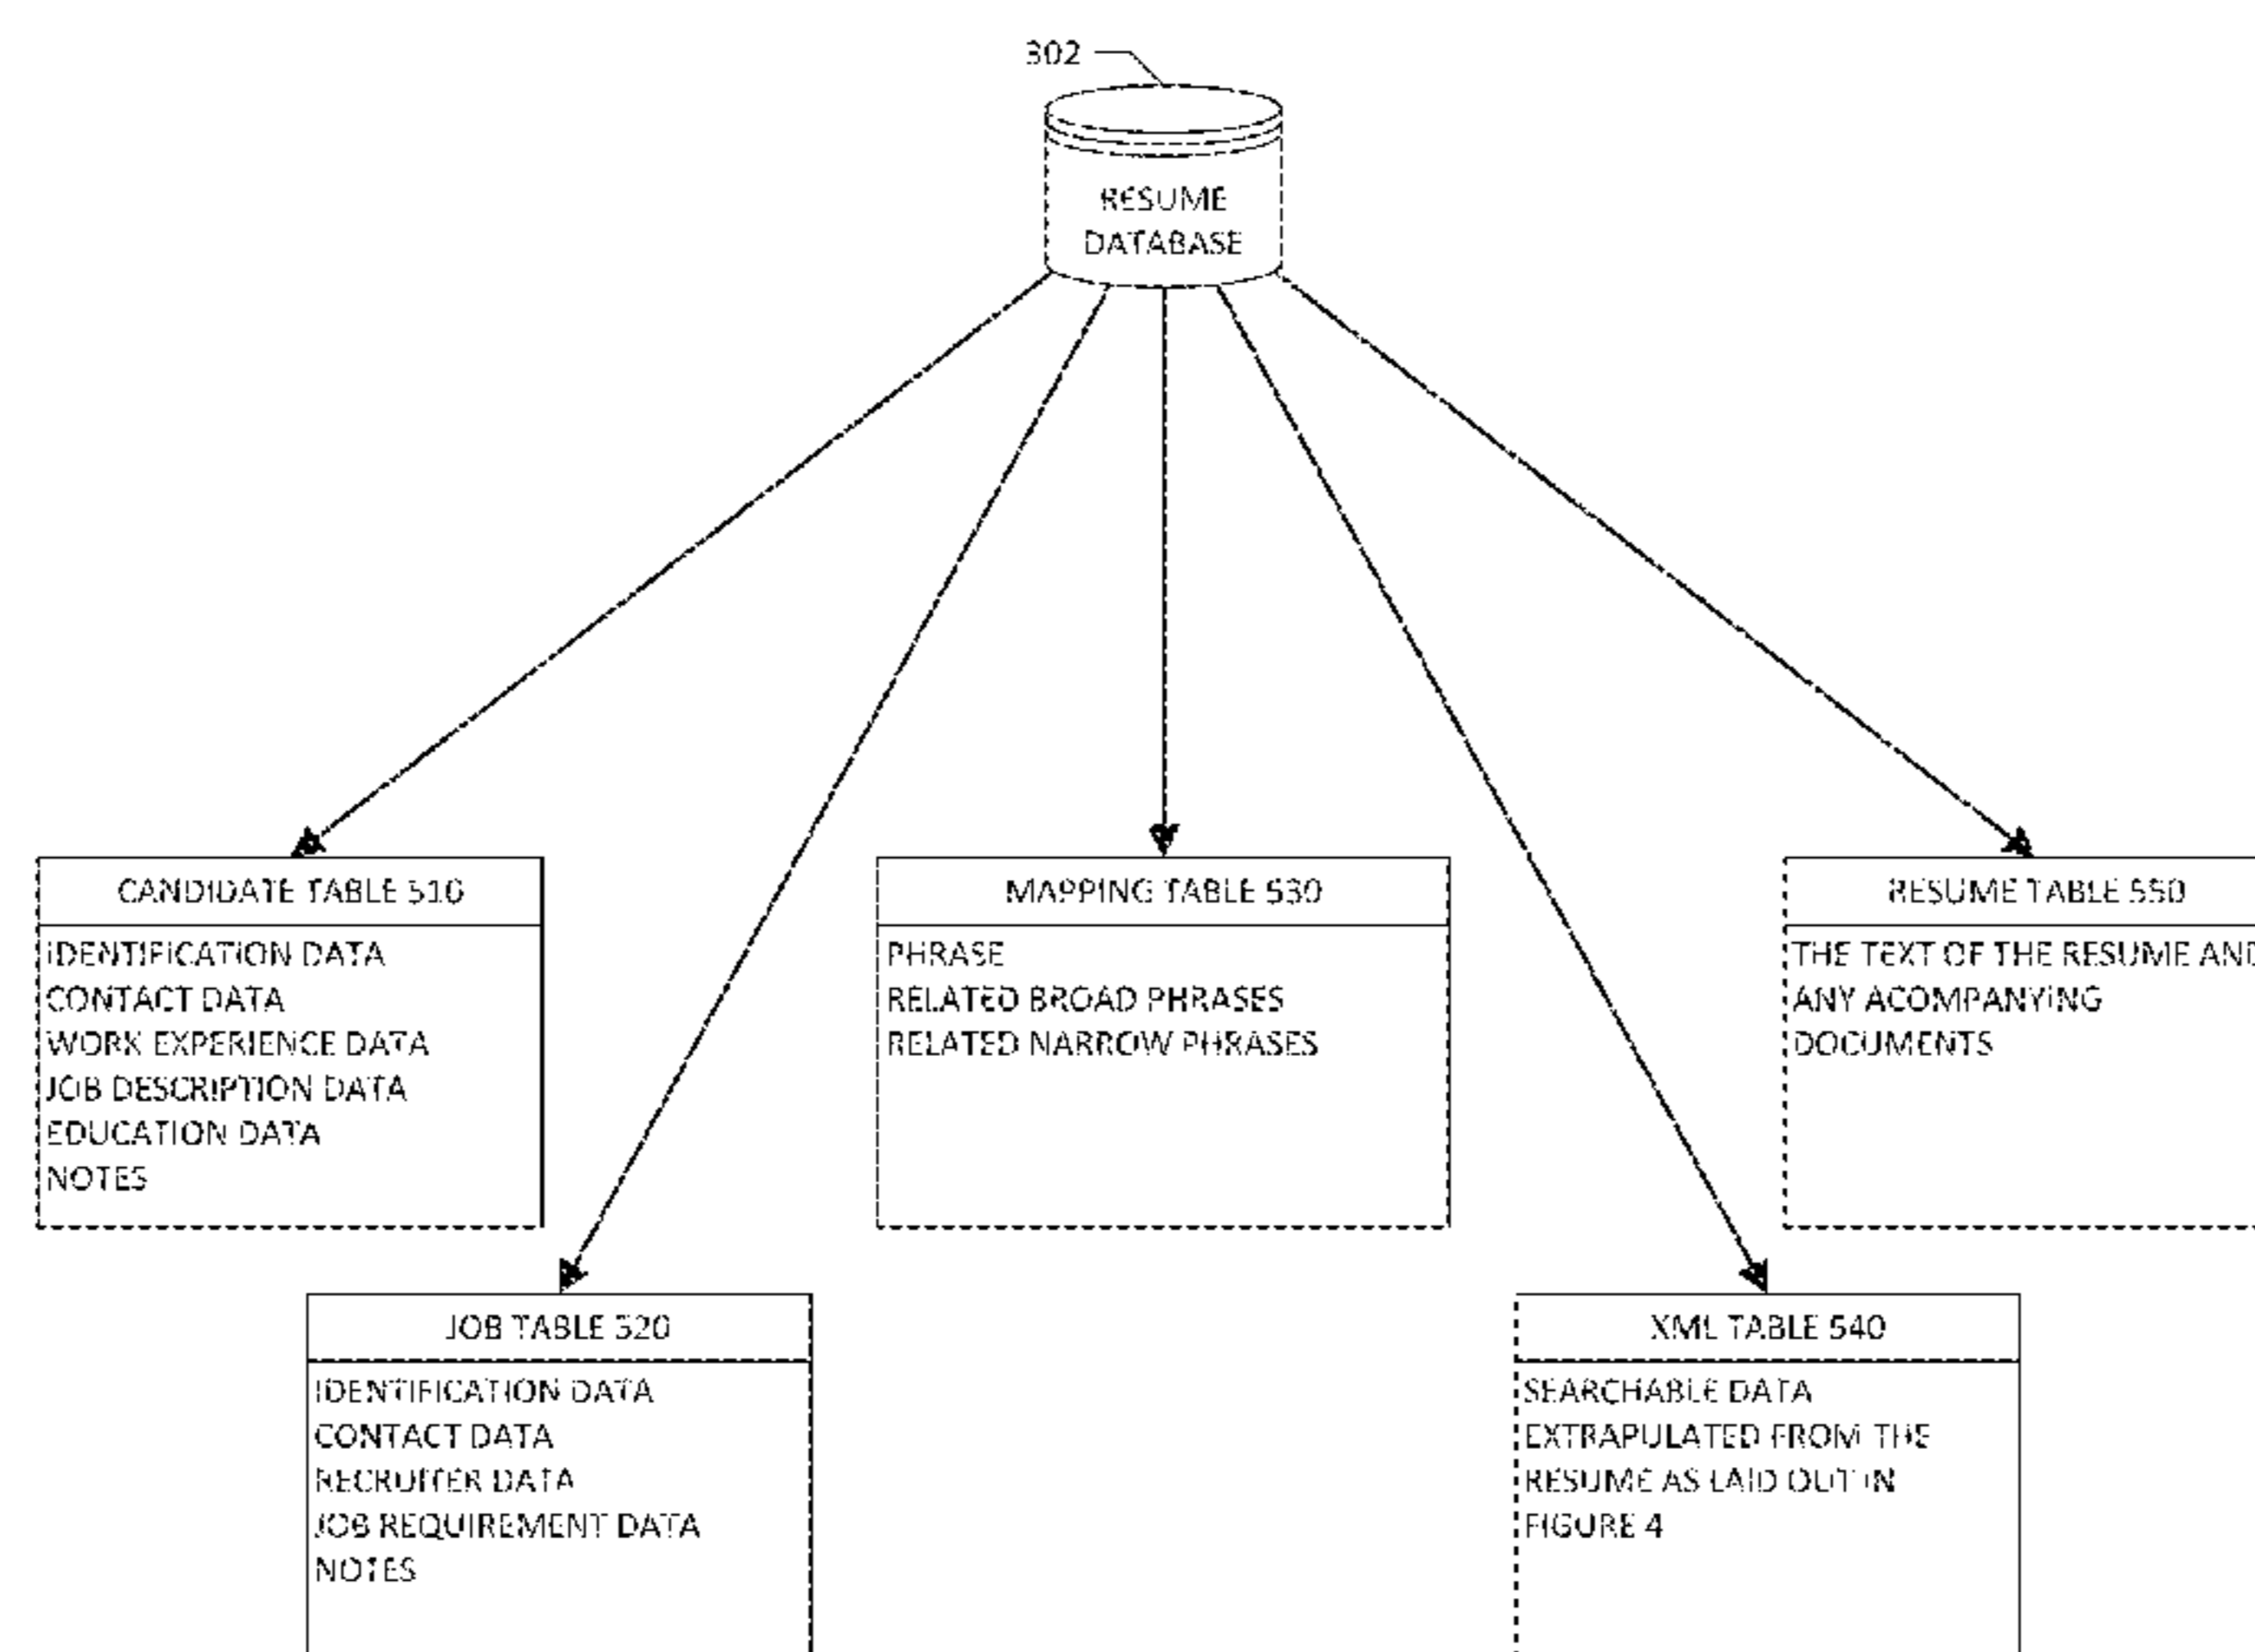 302
RESUME
DATABASE
CANDIDATE TABLE 510
IDENTIFICATION DATA
CONTACT DATA
WORK EXPERIENCE DATA
JOB DESCRIPTION DATA
EDUCATION DATA
NOTES
MAPPING TABLE 530
PHRASE
RELATED BROAD PHRASES
RELATED NARROW PHRASES
RESUME TABLE 550
THE TEXT OF THE RESUME AND
ANY ACOMPANYING
DOCUMENTS
JOB TABLE 520
IDENTIFICATION DATA
CONTACT DATA
RECRUITER DATA
JOB REQUIREMENT DATA
NOTES
XML TABLE 540
SEARCHABLE DATA
EXTRAPULATED FROM THE
RESUME AS LAID OUT IN
FIGURE 4